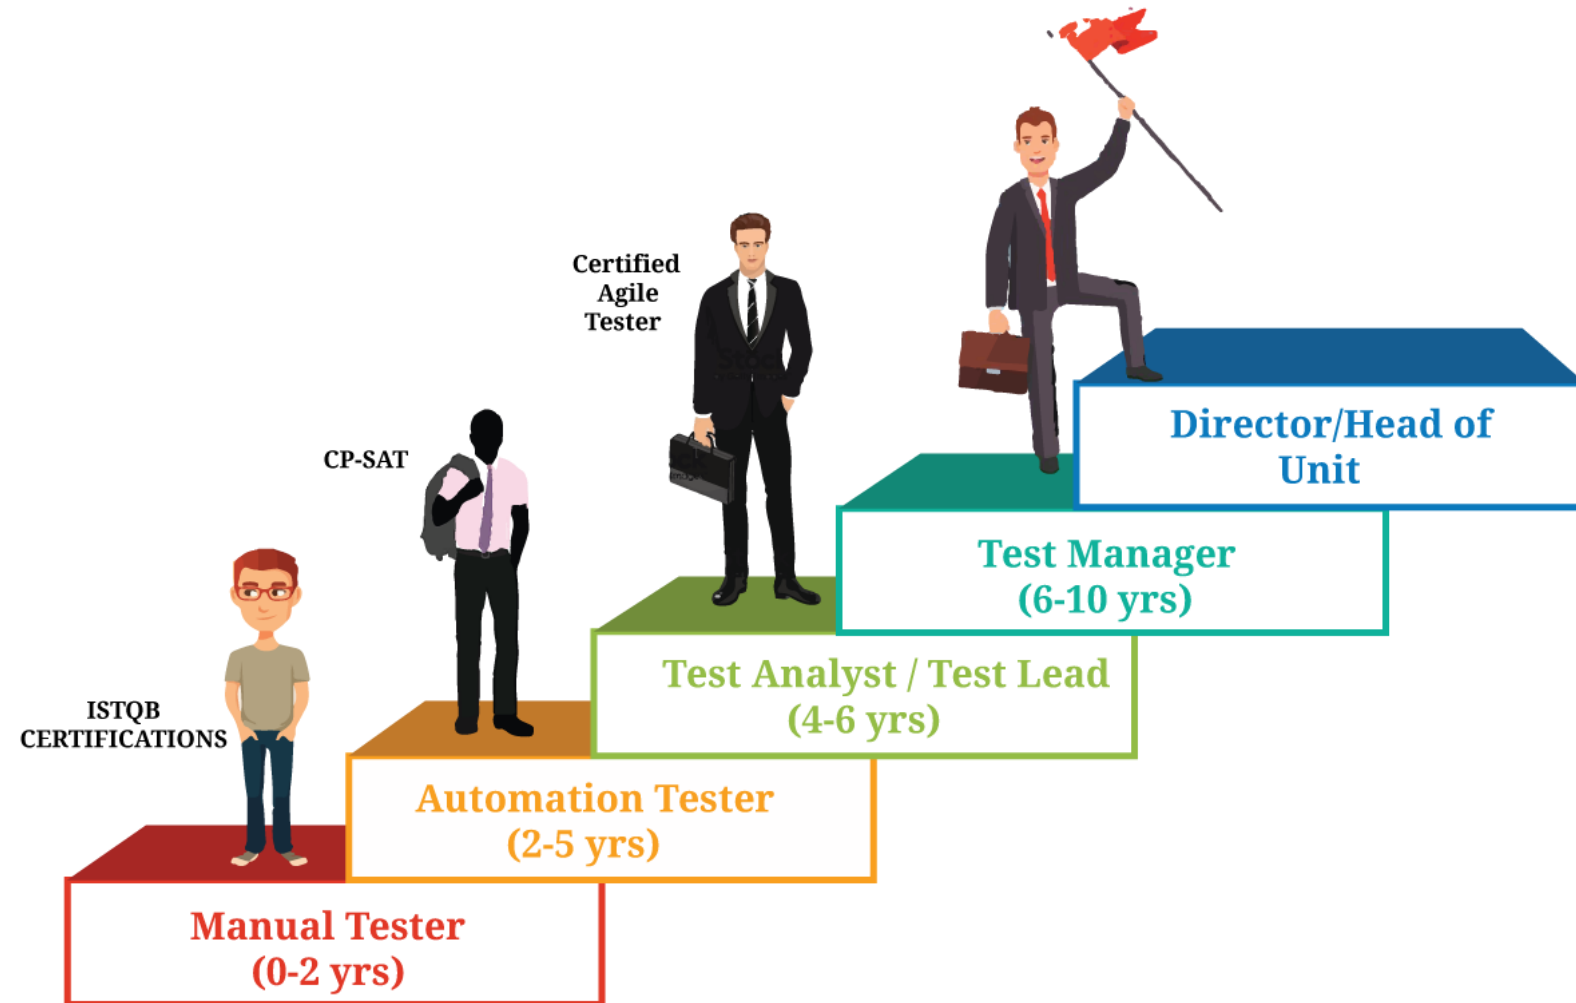 ISTQB
CERTIFICATIONS
CP-SAT
Certified
Agile
Tester
Manual Tester
(0-2 yrs)
Automation Tester
(2-5 yrs)
Test Analyst / Test Lead
(4-6 yrs)
Test Manager
(6-10 yrs)
Director/Head of
Unit